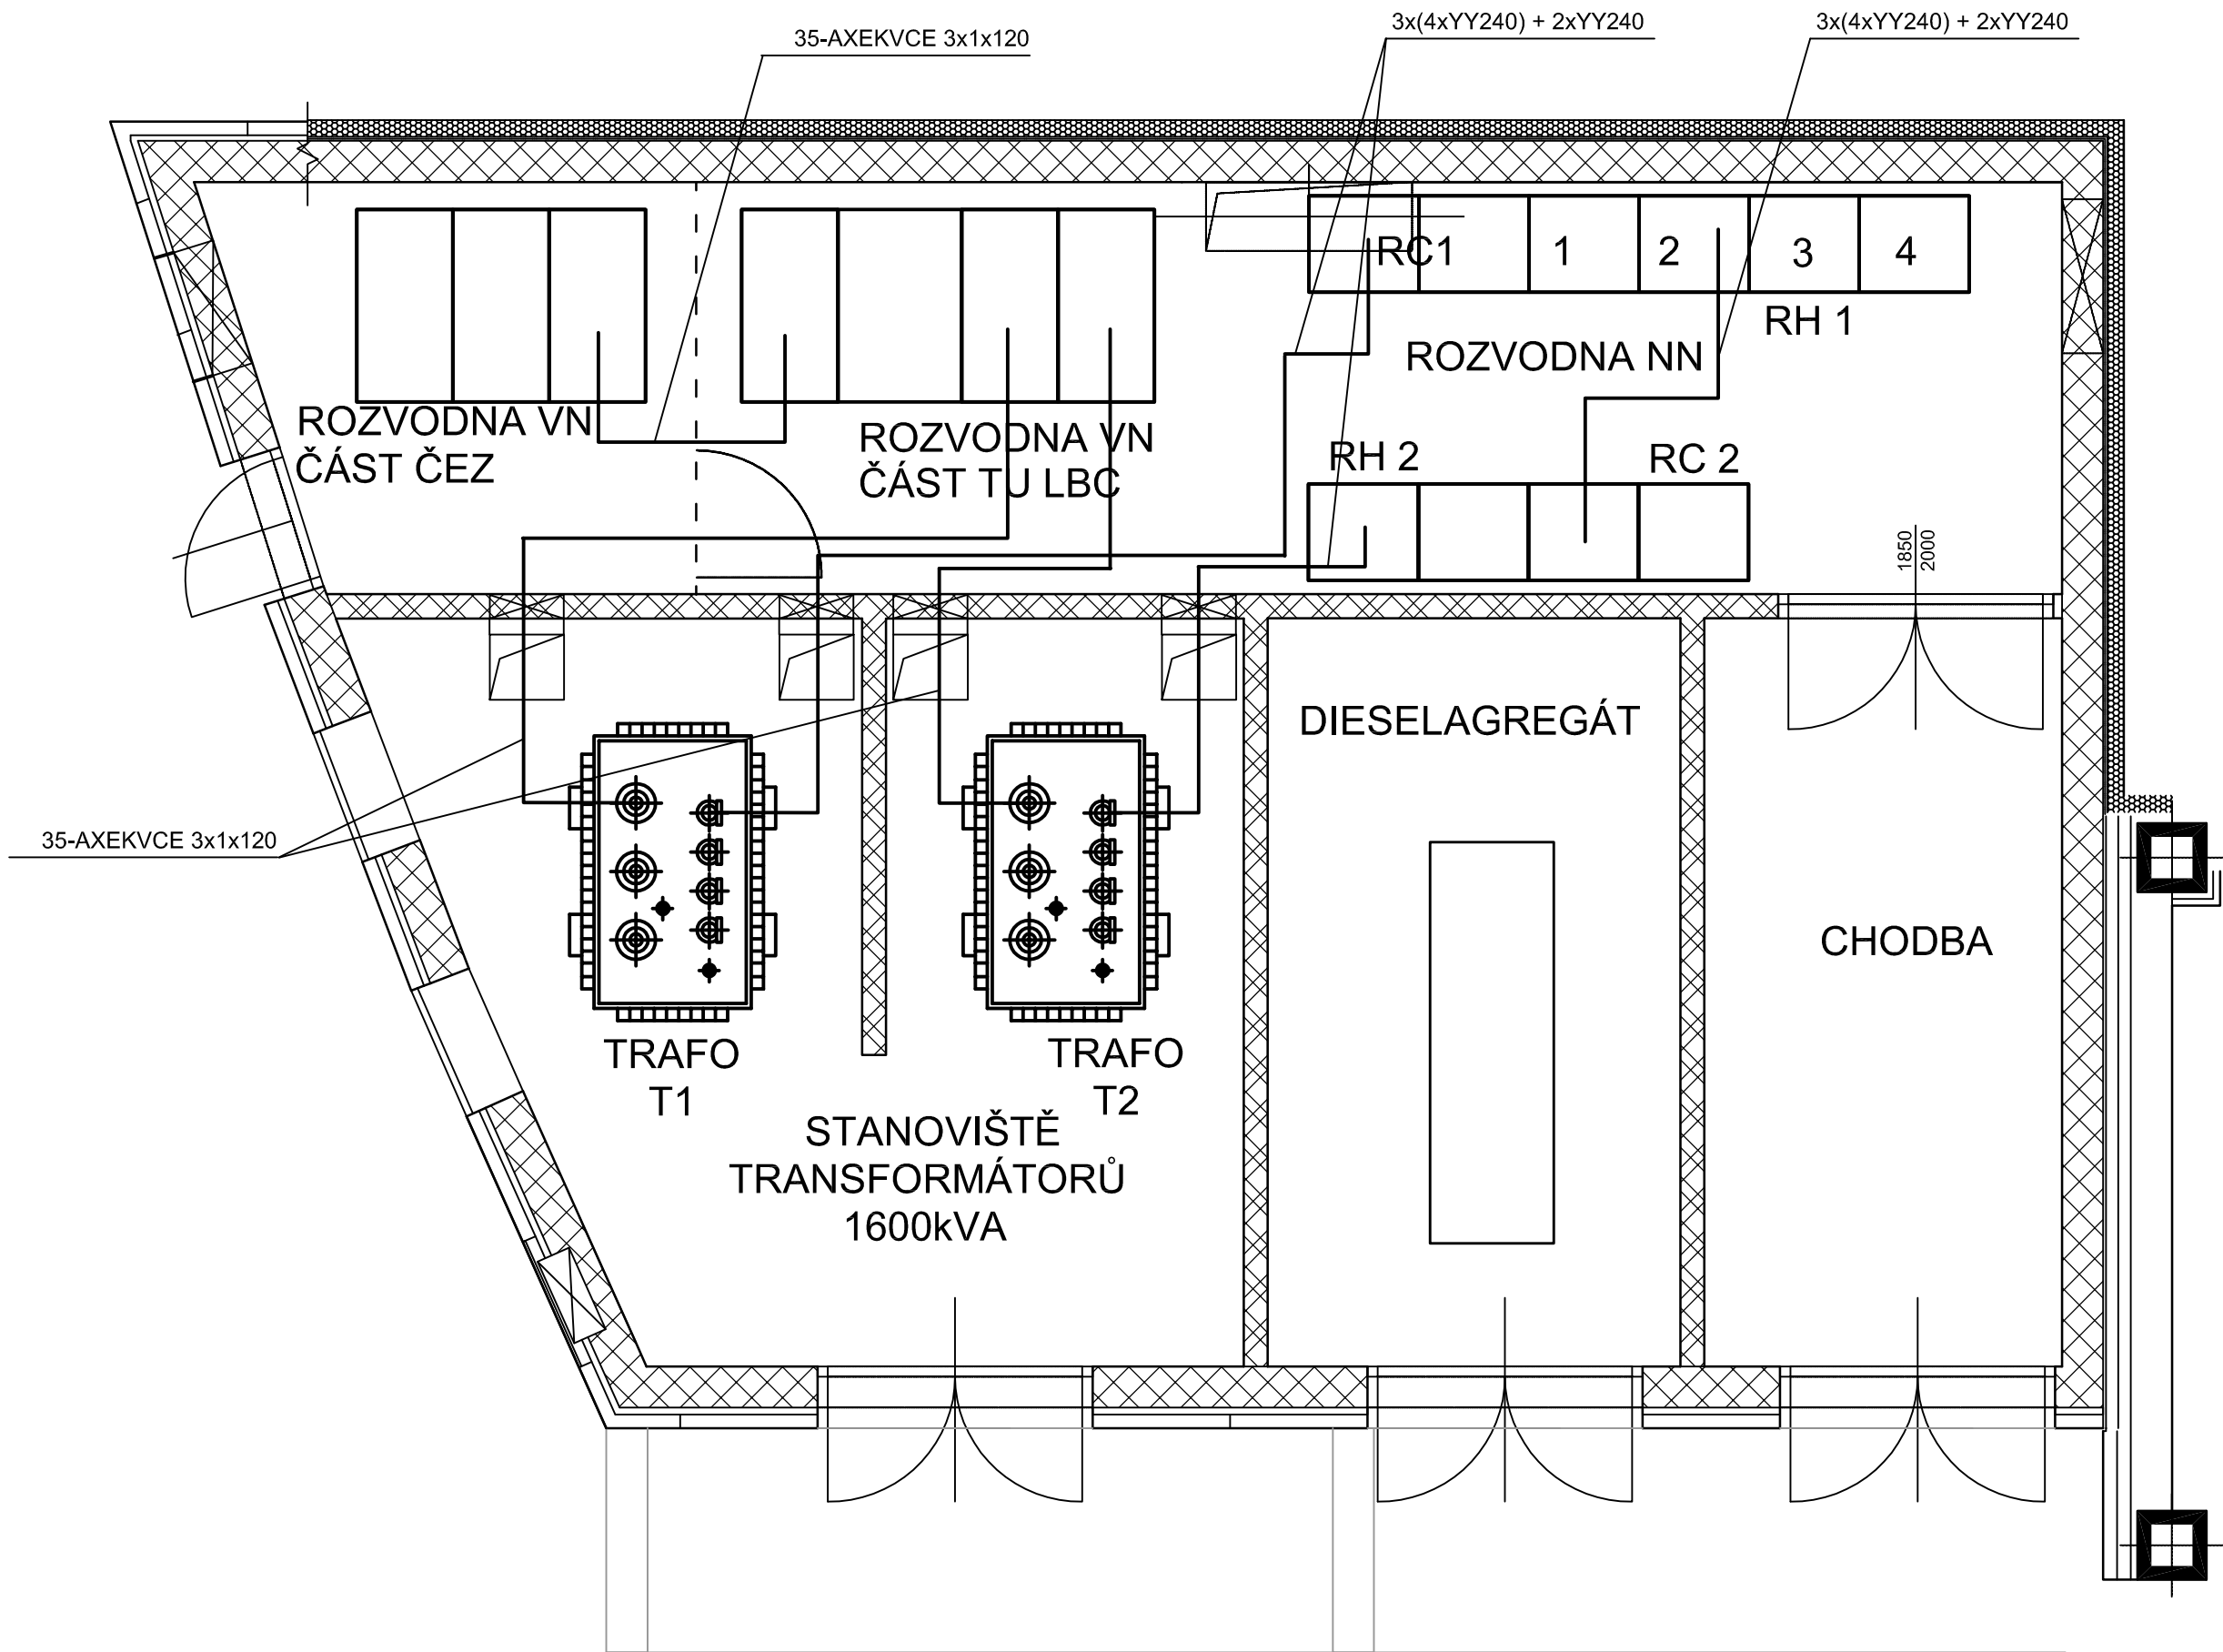 35-AXEKVCE 3x1x120
3x(4xYY240) + 2xYY240
3x(4xYY240) + 2xYY240
RC1
1
2
3
4
RH 1
ROZVODNA NN
ROZVODNA VN
ČÁST ČEZ
ROZVODNA VN
ČÁST TU LBC
RH 2
RC 2
1850
2000
DIESELAGREGÁT
35-AXEKVCE 3x1x120
CHODBA
TRAFO
T1
TRAFO
T2
STANOVIŠTĚ
TRANSFORMÁTORŮ
1600kVA